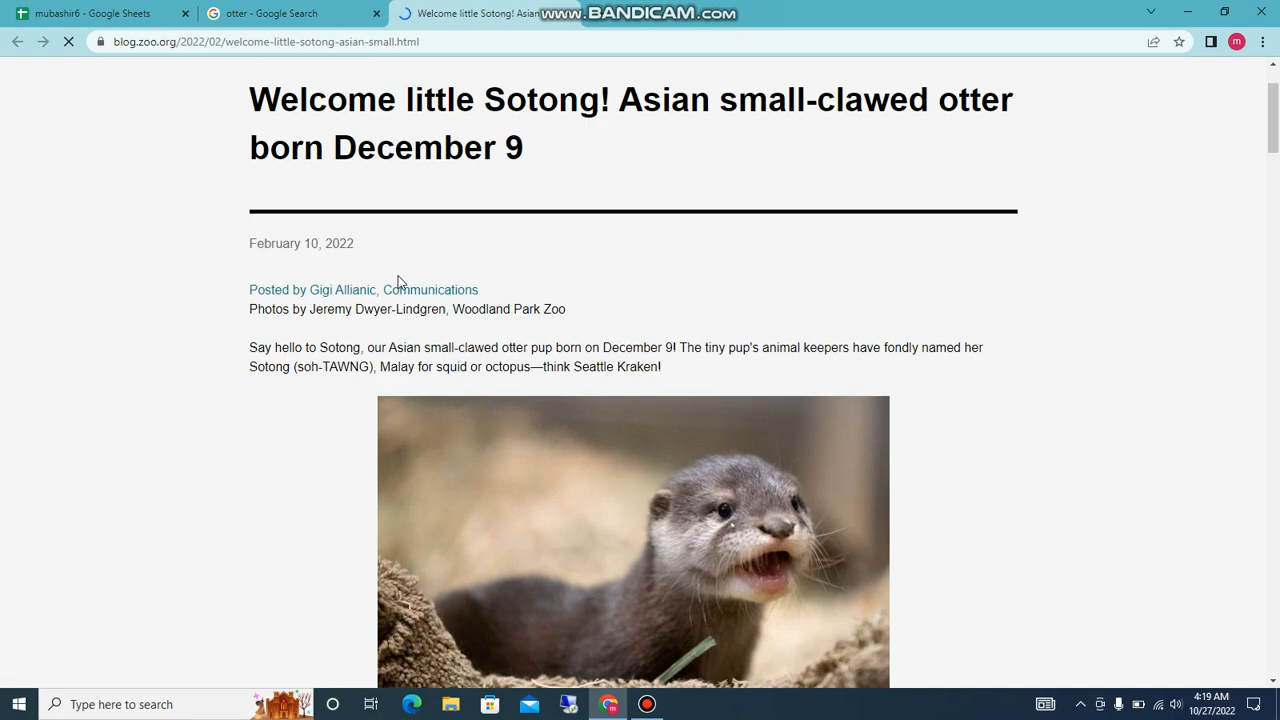 mubashir6 - Google Sheets
otter - Google Search
Welcome little Sotong! Asian
www.BANDICAM.com
blog.zoo.org/2022/02/welcome-little-sotong-asian-small.html
m
Welcome little Sotong! Asian small-clawed otter
born December 9
February 10, 2022
Posted by Gigi Allianic, Communications
Photos by Jeremy Dwyer-Lindgren, Woodland Park Zoo
Say hello to Sotong, our Asian small-clawed otter pup born on December 9! The tiny pup's animal keepers have fondly named her
Sotong (soh-TAWNG), Malay for squid or octopus—think Seattle Kraken!
Type here to search
4:19 AM
10/27/2022